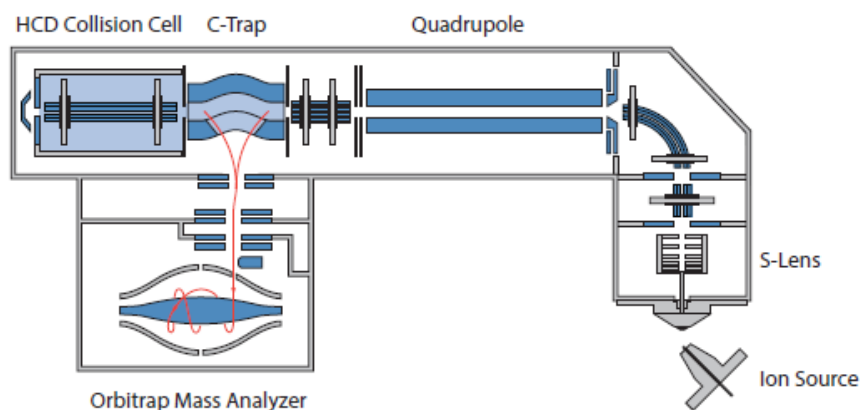 HCD Collision Cell
C-Trap
Quadrupole
S-Lens
Ion Source
Orbitrap Mass Analyzer